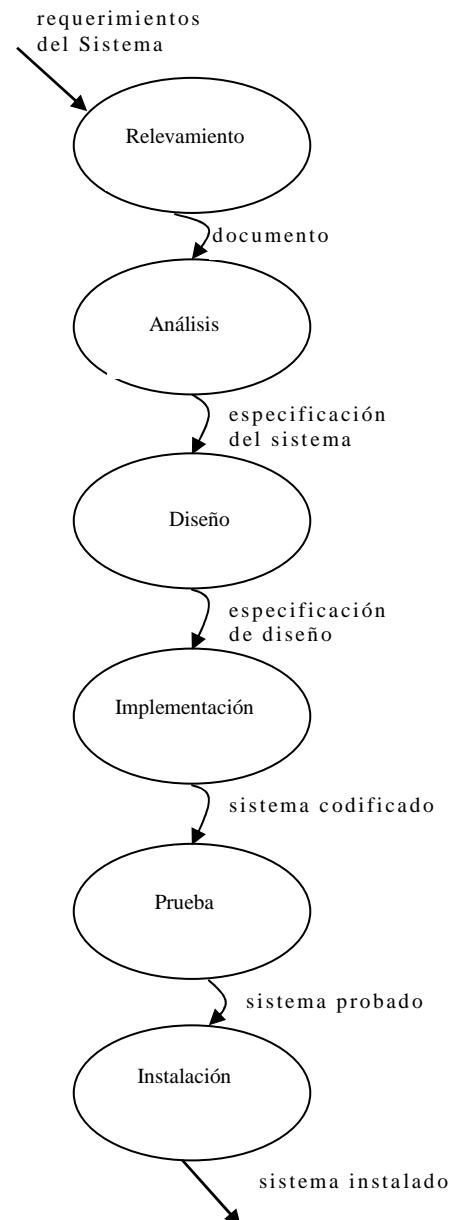 requerimientos
del Sistema
Relevamiento
documento
Análisis
especificación
del sistema
Diseño
especificación
de diseño
Implementación
sistema codificado
Prueba
sistema probado
Instalación
sistema instalado